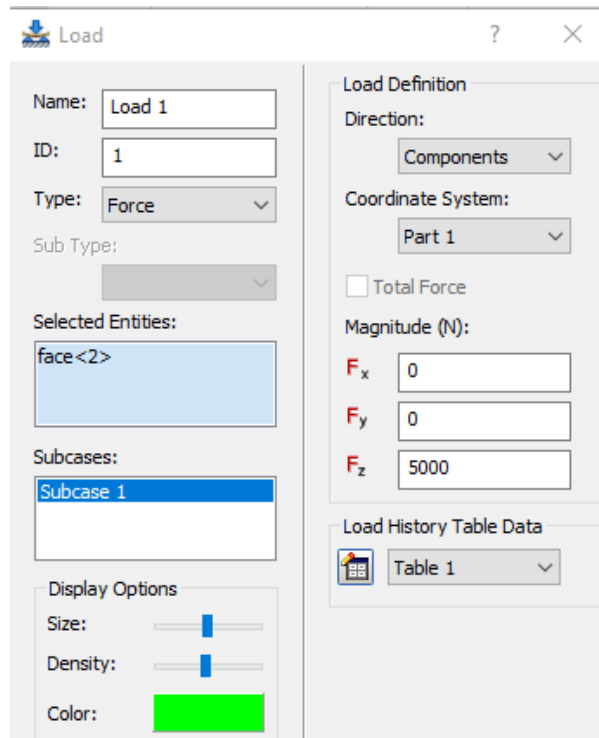 Load
Name: Load 1
ID: 1
Type: Force
Sub Type:
Selected Entities:
face<2>
Subcases:
Subcase 1
Display Options
Size:
Density:
Color:
Load Definition
Direction:
Components
Coordinate System:
Part 1
Total Force
Magnitude (N):
Fx 0
Fy 0
Fz 5000
Load History Table Data
Table 1